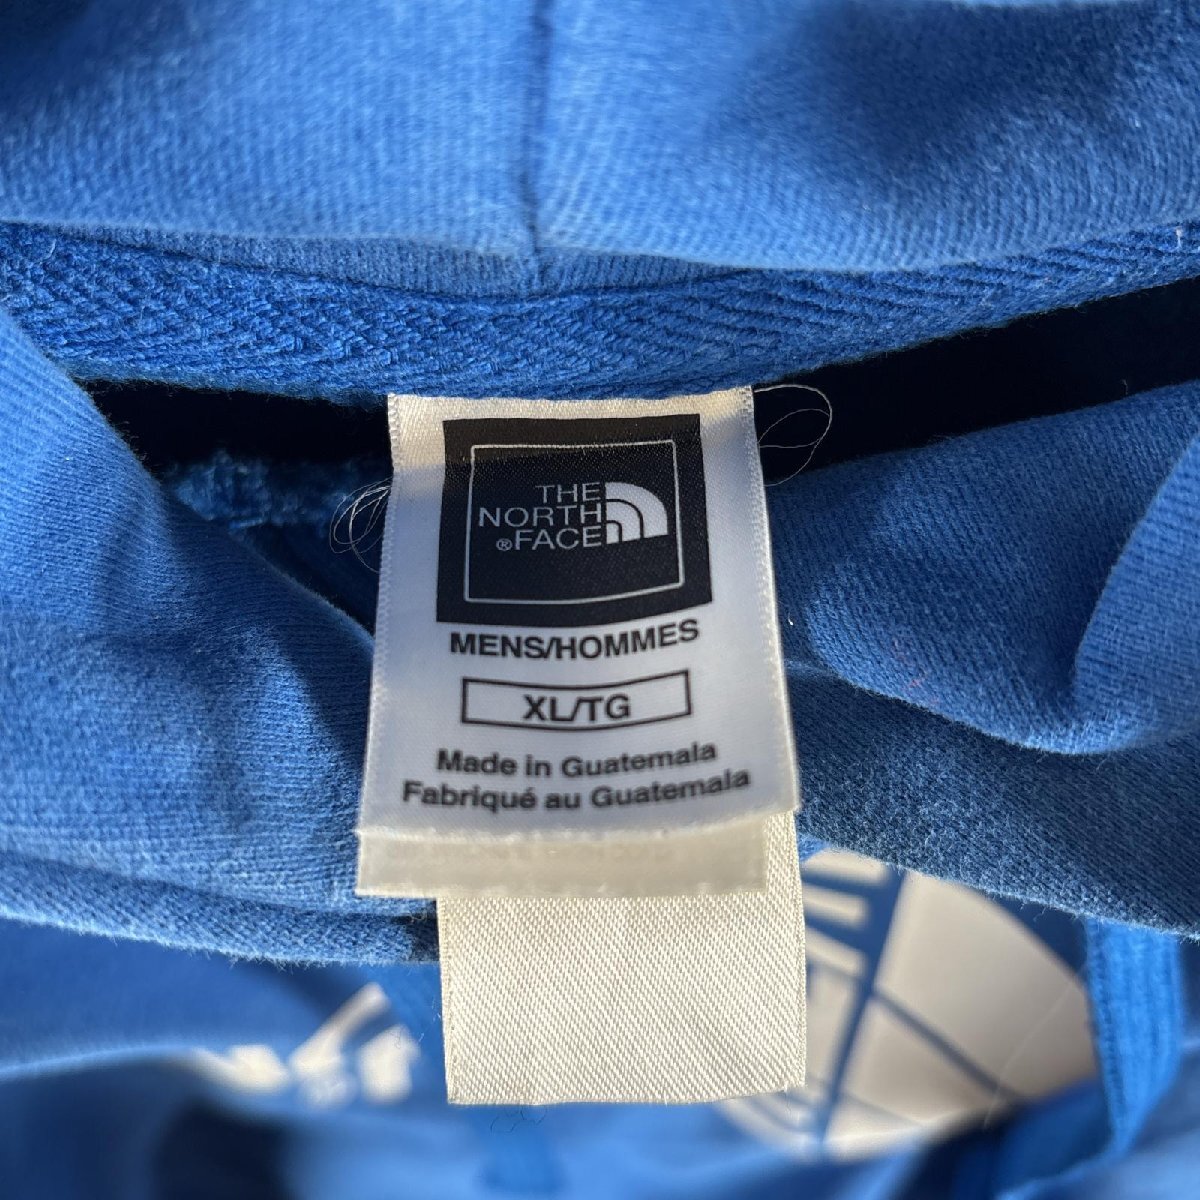 THE
NORTH
®FACE
MENS/HOMMES
XL/TG
Made in Guatemala
Fabriqué au Guatemala